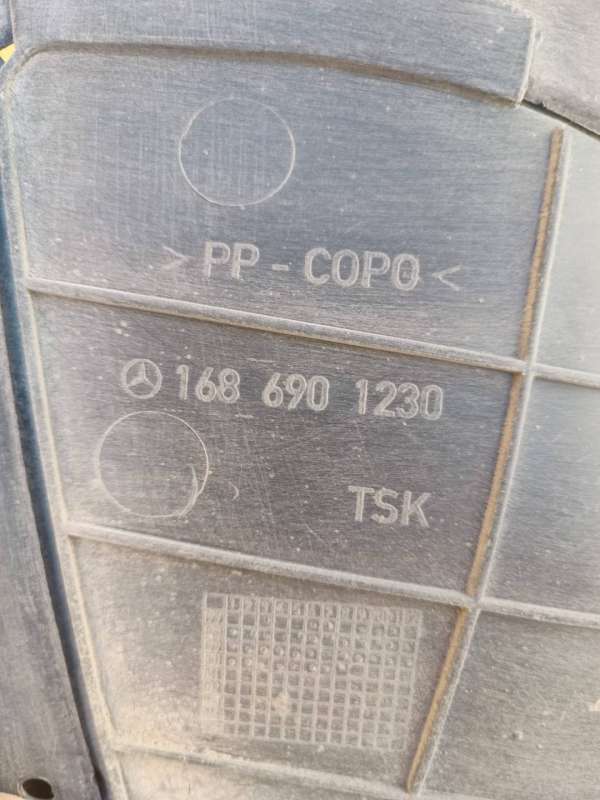 > PP - COPO <
168 690 1230
TSK